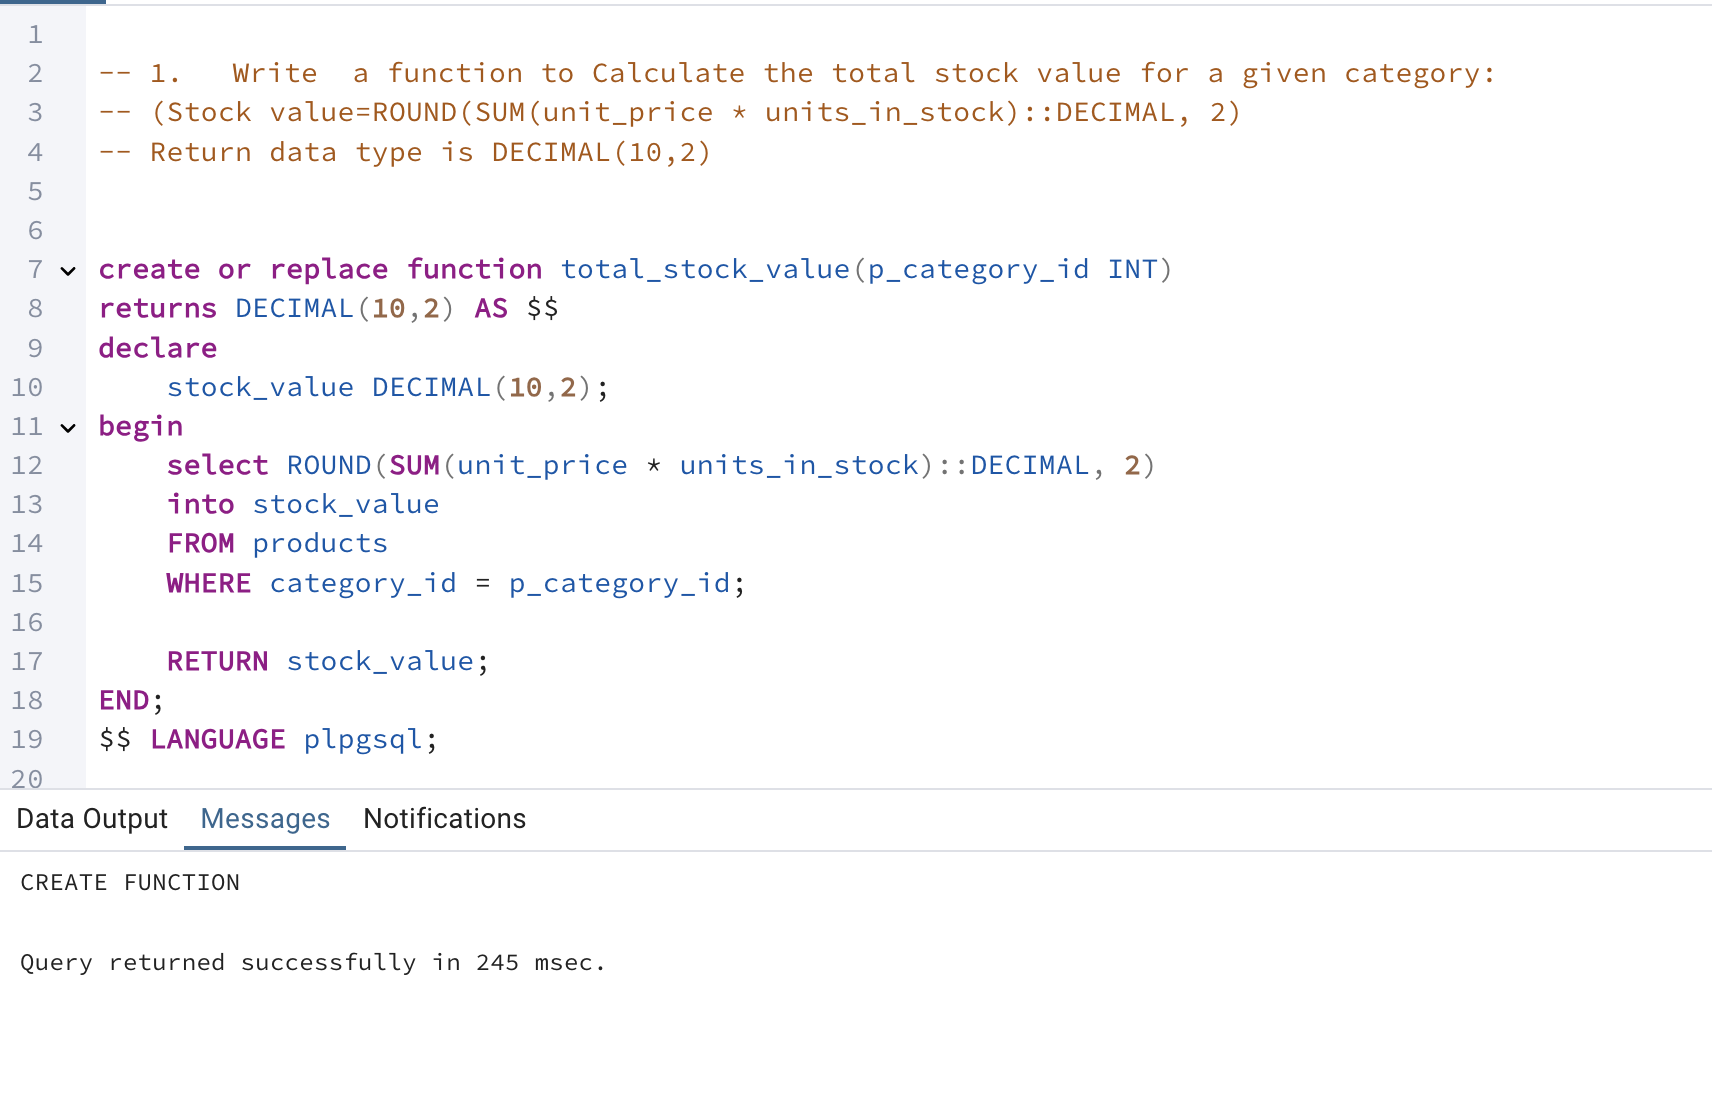 1
2 -- 1.   Write  a function to Calculate the total stock value for a given category:
3 -- (Stock value=ROUND(SUM(unit_price * units_in_stock)::DECIMAL, 2)
4 -- Return data type is DECIMAL(10,2)
5
6
7 create or replace function total_stock_value(p_category_id INT)
8 returns DECIMAL(10,2) AS $$
9 declare
10     stock_value DECIMAL(10,2);
11 begin
12     select ROUND(SUM(unit_price * units_in_stock)::DECIMAL, 2)
13     into stock_value
14     FROM products
15     WHERE category_id = p_category_id;
16
17     RETURN stock_value;
18 END;
19 $$ LANGUAGE plpgsql;
20
Data Output Messages Notifications
CREATE FUNCTION
Query returned successfully in 245 msec.